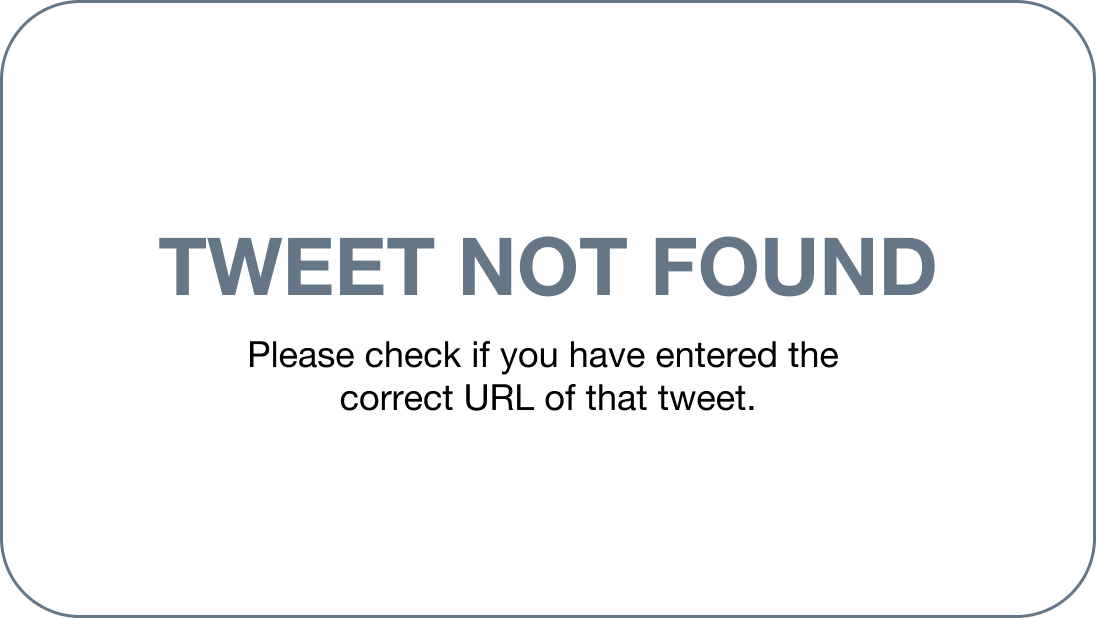 TWEET NOT FOUND
Please check if you have entered the
correct URL of that tweet.